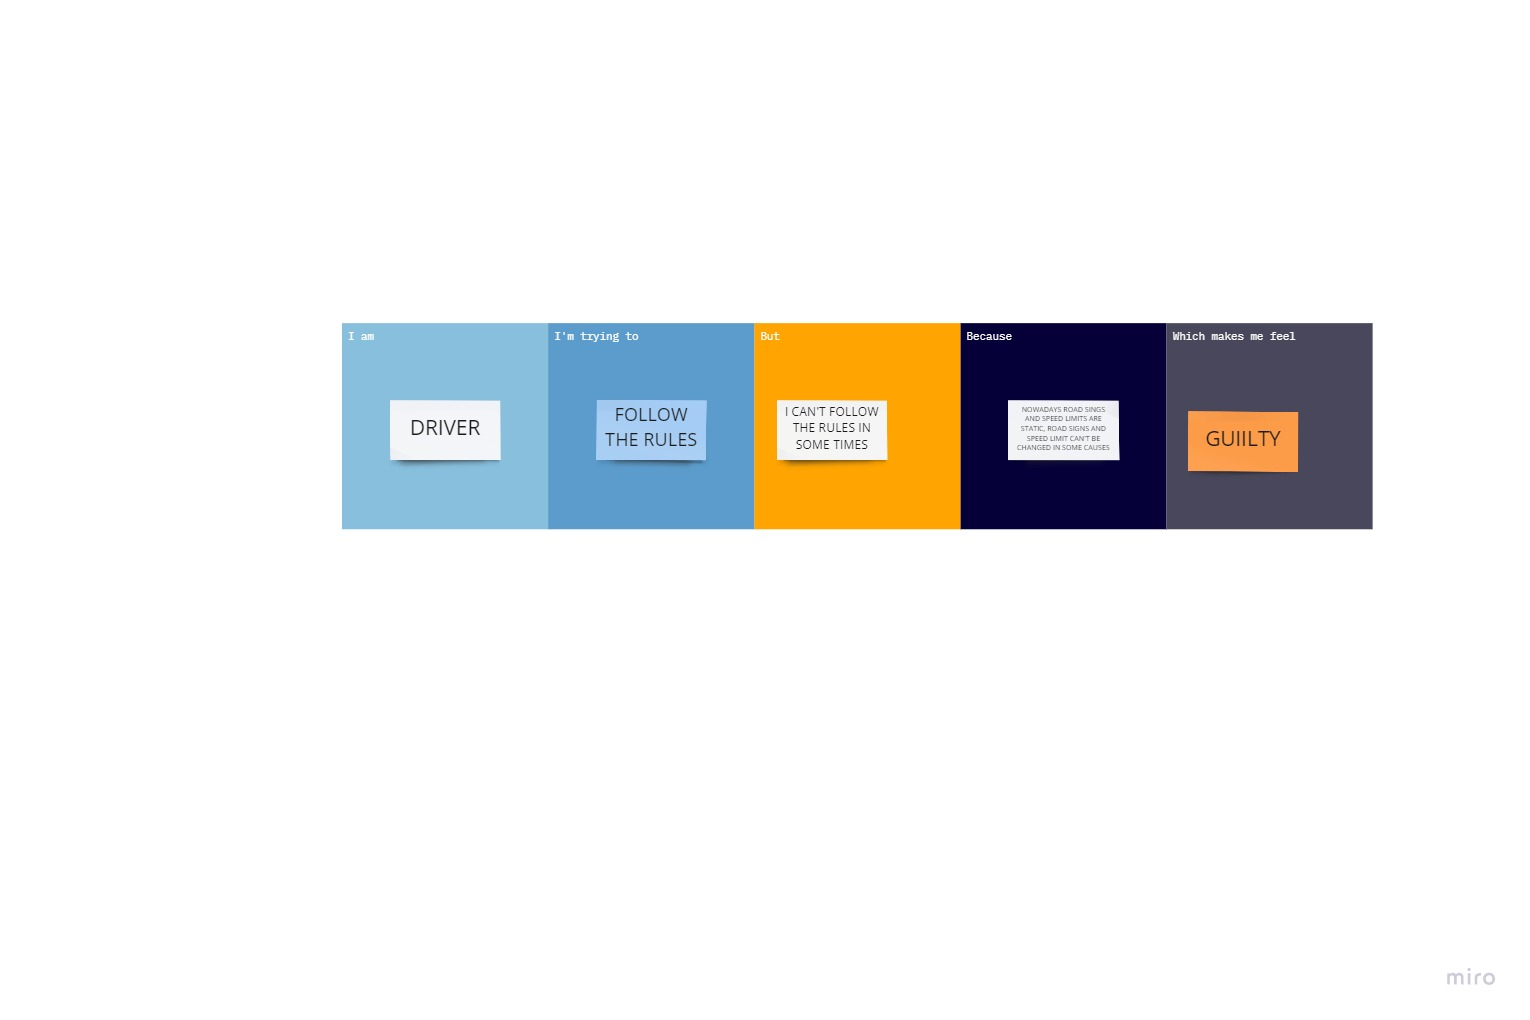 I am
DRIVER
I'm trying to
FOLLOW
THE RULES
But
I CAN'T FOLLOW
THE RULES IN
SOME TIMES
Because
NOWADAYS ROAD SINGS
AND SPEED LIMITS ARE
STATIC, ROAD SIGNS AND
SPEED LIMIT CAN'T BE
CHANGED IN SOME CAUSES
Which makes me feel
GUIILTY
miro